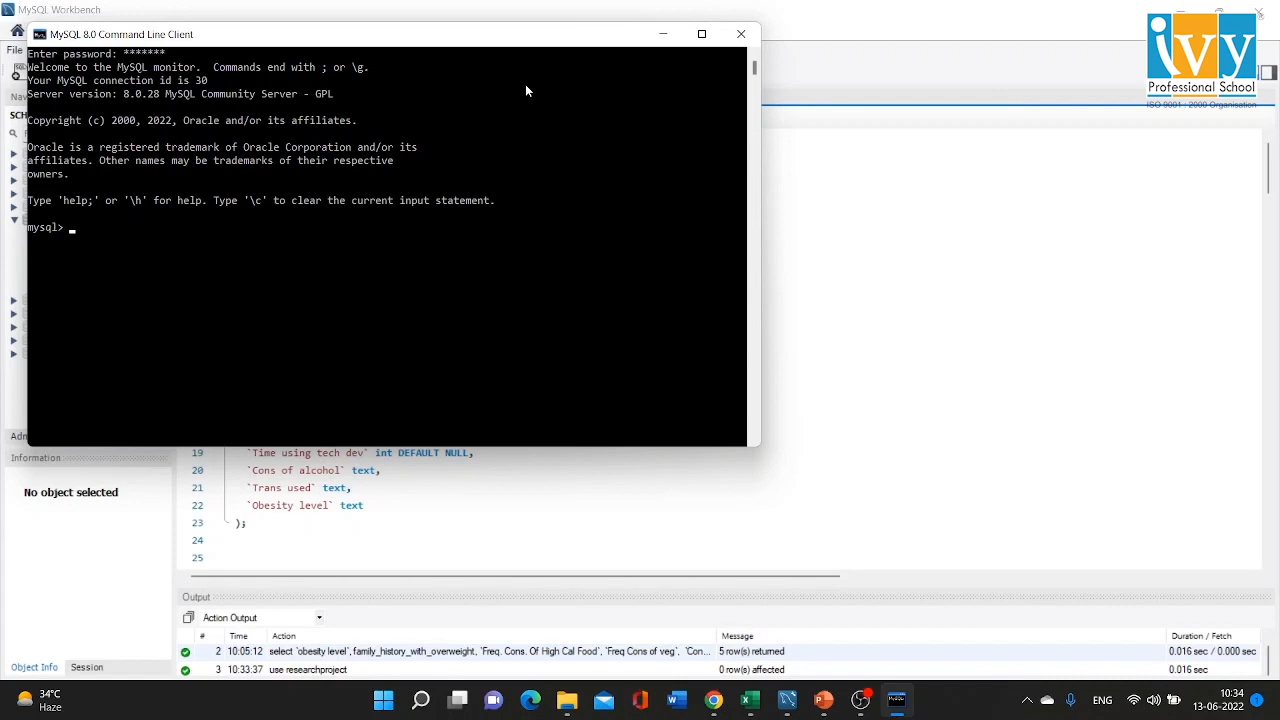 MySQL Workbench
File
MySQL 8.0 Command Line Client
Enter password: *******
Welcome to the MySQL monitor.  Commands end with ; or \g.
Your MySQL connection id is 30
Server version: 8.0.28 MySQL Community Server - GPL
Copyright (c) 2000, 2022, Oracle and/or its affiliates.
Oracle is a registered trademark of Oracle Corporation and/or its
affiliates. Other names may be trademarks of their respective
owners.
Type 'help;' or '\h' for help. Type '\c' to clear the current input statement.
mysql> _
ivy
Professional School
ISO 9001 : 2008 Organisation
Nav
SCH
Adm
Information
No object selected
19 `Time using tech dev` int DEFAULT NULL,
20 `Cons of alcohol` text,
21 `Trans used` text,
22 `Obesity level` text
23 );
24
25
Output
Action Output
# Time Action Message Duration / Fetch
2 10:05:12 select `obesity level`, family_history_with_overweight, `Freq. Cons. Of High Cal Food`, `Freq Cons of veg`, `Con... 5 row(s) returned 0.016 sec / 0.000 sec
3 10:33:37 use researchproject 0 row(s) affected 0.016 sec
Object Info Session
34°C
Haze
ENG
10:34
13-06-2022